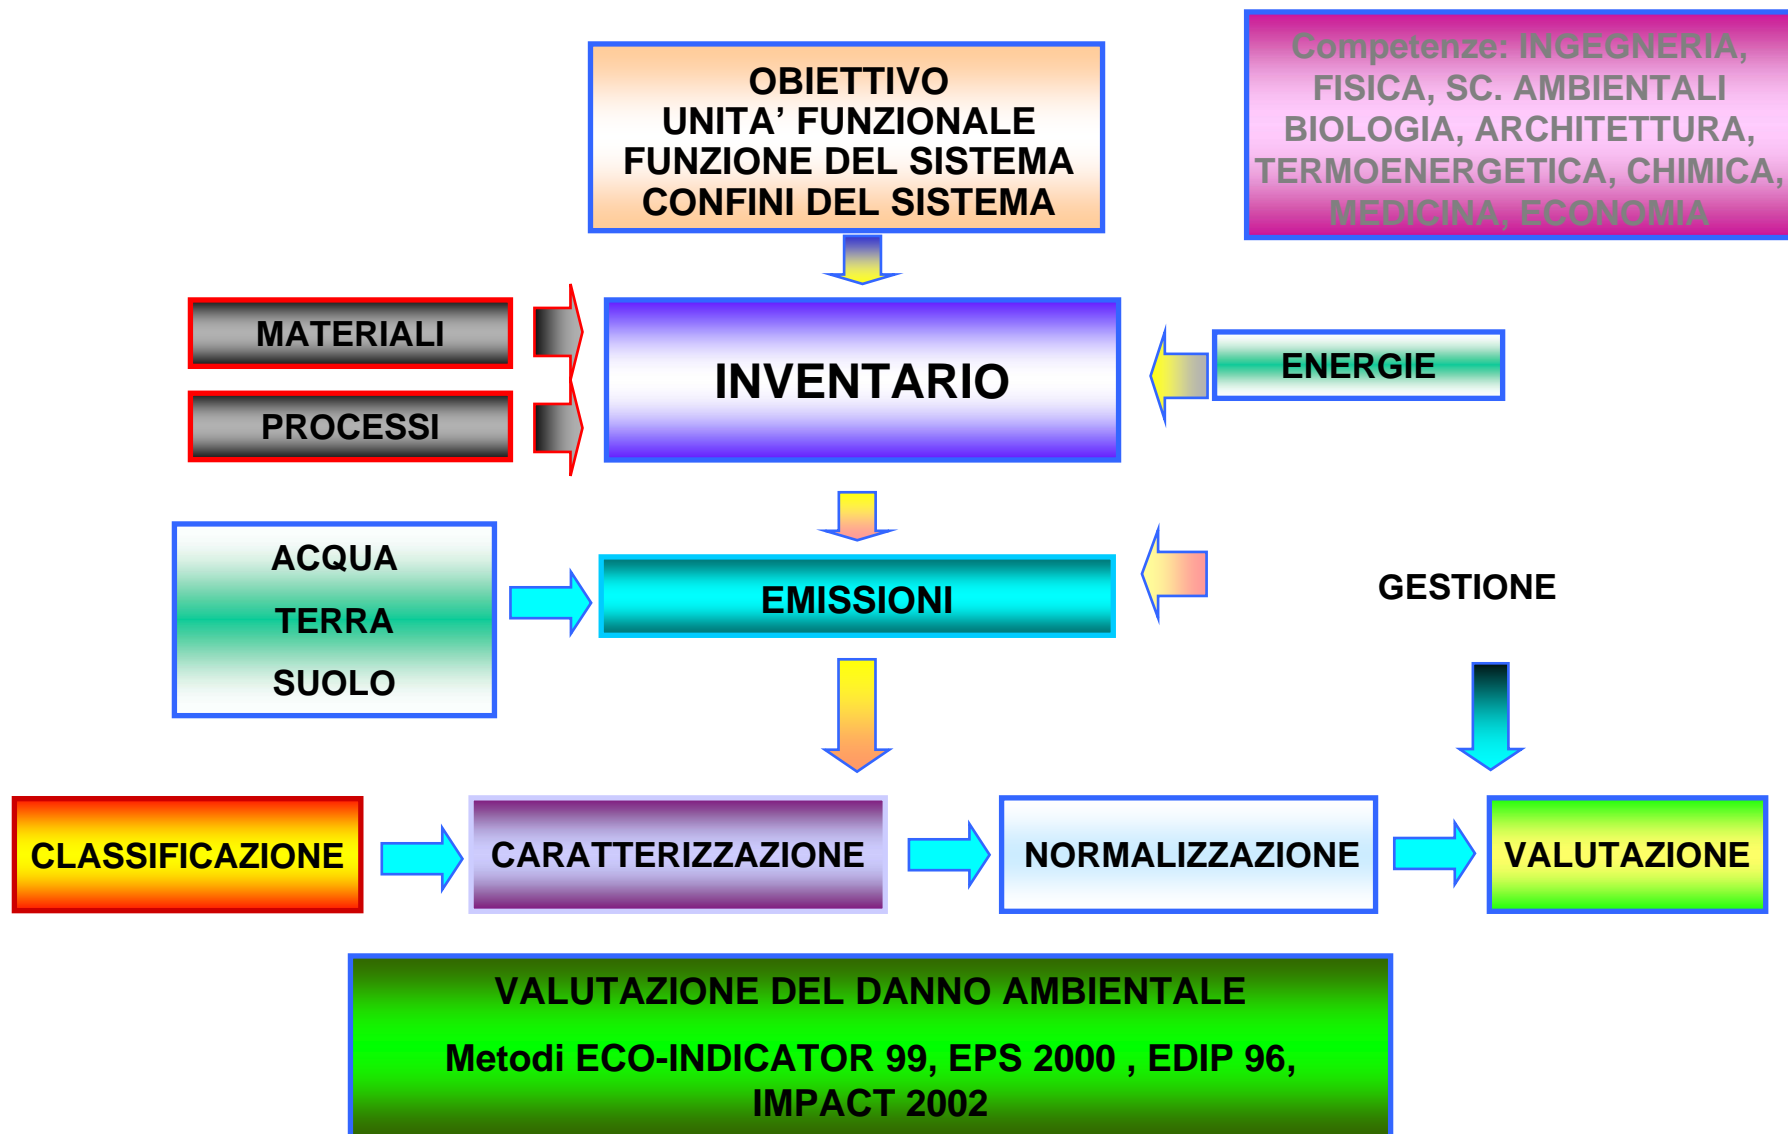 OBIETTIVO
UNITA’ FUNZIONALE
FUNZIONE DEL SISTEMA
CONFINI DEL SISTEMA
Competenze: INGEGNERIA,
FISICA, SC. AMBIENTALI
BIOLOGIA, ARCHITETTURA,
TERMOENERGETICA, CHIMICA,
MEDICINA, ECONOMIA
MATERIALI
PROCESSI
INVENTARIO
ENERGIE
ACQUA
TERRA
SUOLO
EMISSIONI
GESTIONE
CLASSIFICAZIONE
CARATTERIZZAZIONE
NORMALIZZAZIONE
VALUTAZIONE
VALUTAZIONE DEL DANNO AMBIENTALE
Metodi ECO-INDICATOR 99, EPS 2000 , EDIP 96,
IMPACT 2002